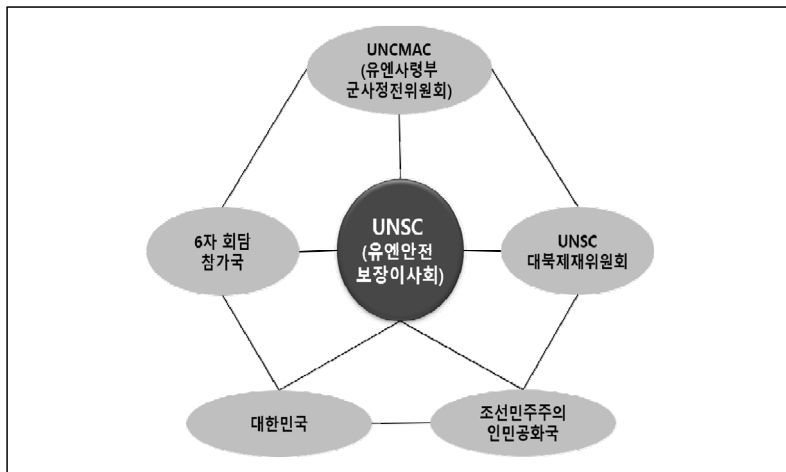 UNCMAC
(유엔사령부
군사정전위원회)
6자 회담
참가국
UNSC
(유엔안전
보장이사회)
UNSC
대북제재위원회
대한민국
조선민주주의
인민공화국